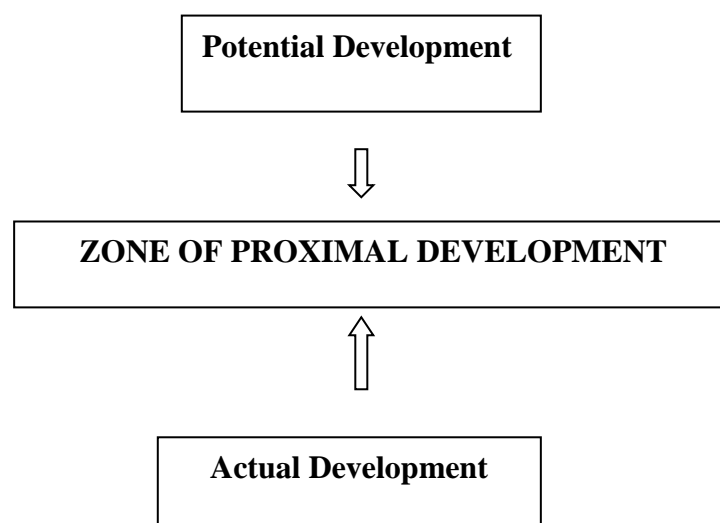 Potential Development
ZONE OF PROXIMAL DEVELOPMENT
Actual Development